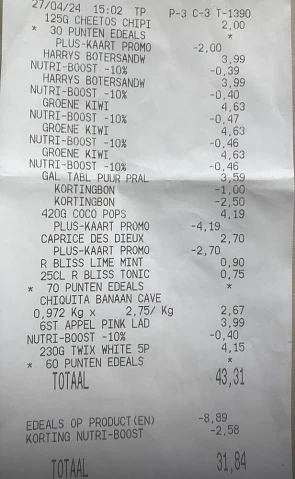 27/04/24 15:02 TP P-3 C-3 T-1390
125G CHEETOS CHIPI 2,00
* 30 PUNTEN EDEALS *
PLUS-KAART PROMO -2,00
HARRYS BOTERSANDW 3,99
NUTRI-BOOST -10% -0,39
HARRYS BOTERSANDW 3,99
NUTRI-BOOST -10% -0,40
GROENE KIWI 4,63
NUTRI-BOOST -10% -0,47
GROENE KIWI 4,63
NUTRI-BOOST -10% -0,46
GROENE KIWI 4,63
NUTRI-BOOST -10% -0,46
GAL TABL PUUR PRAL 3,59
KORTINGBON -1,00
KORTINGBON -2,50
420G COCO POPS 4,19
PLUS-KAART PROMO -4,19
CAPRICE DES DIEUX 2,70
PLUS-KAART PROMO -2,70
R BLISS LIME MINT 0,90
25CL R BLISS TONIC 0,75
* 70 PUNTEN EDEALS *
CHIQUITA BANAAN CAVE
0,972 Kg x 2,75/ Kg 2,67
6ST APPEL PINK LAD 3,99
NUTRI-BOOST -10% -0,40
230G TWIX WHITE 5P 4,15
* 60 PUNTEN EDEALS *
TOTAAL 43,31
EDEALS OP PRODUCT(EN) -8,89
KORTING NUTRI-BOOST -2,58
TOTAAL 31,84